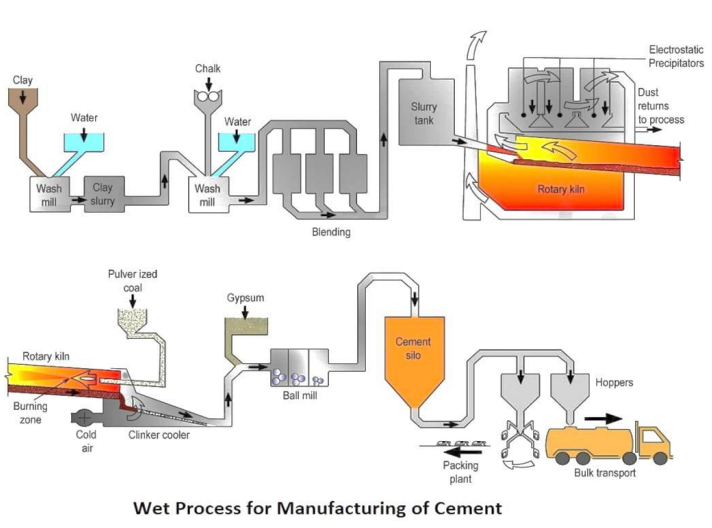 Clay
Water
Wash
mill
Clay
slurry
Chalk
Water
Wash
mill
Blending
Slurry
tank
Electrostatic
Precipitators
Dust
returns
to process
Rotary kiln
Pulver ized
coal
Rotary kiln
Burning
zone
Cold
air
Clinker cooler
Gypsum
Ball mill
Cement
silo
Hoppers
Packing
plant
Bulk transport
Wet Process for Manufacturing of Cement